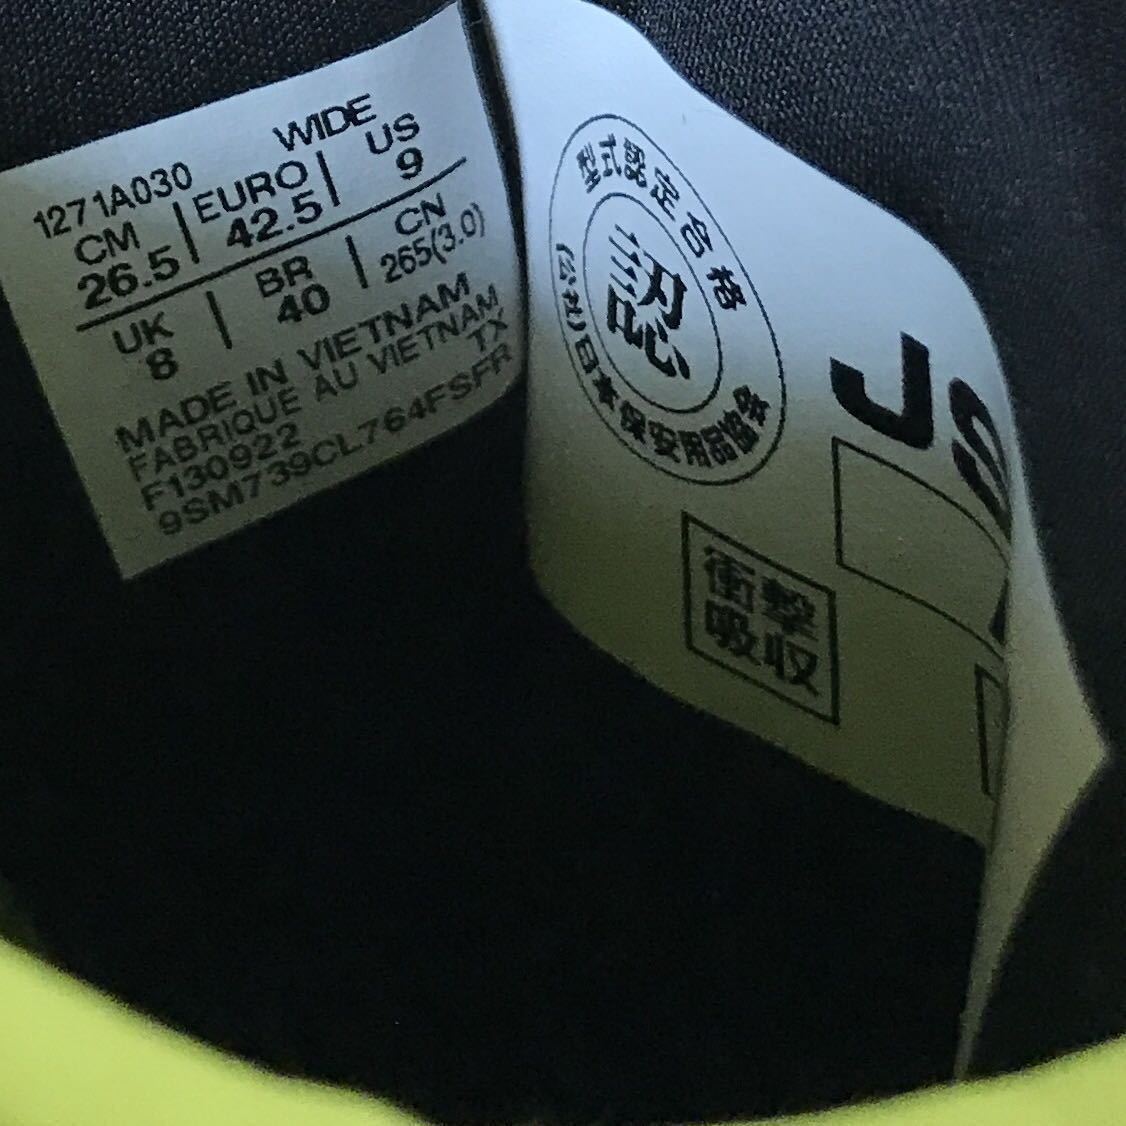 1271A030 WIDE
CM 26.5 | EURO 42.5 | US 9
UK 8 | BR 40 | CN 265(3.0)
MADE IN VIETNAM
FABRIQUE AU VIETNAM
F130922 TX
9SM739CL764FSFR
型式認定合格
認
(公社)日本保安用品協会
JS
衝撃
吸収